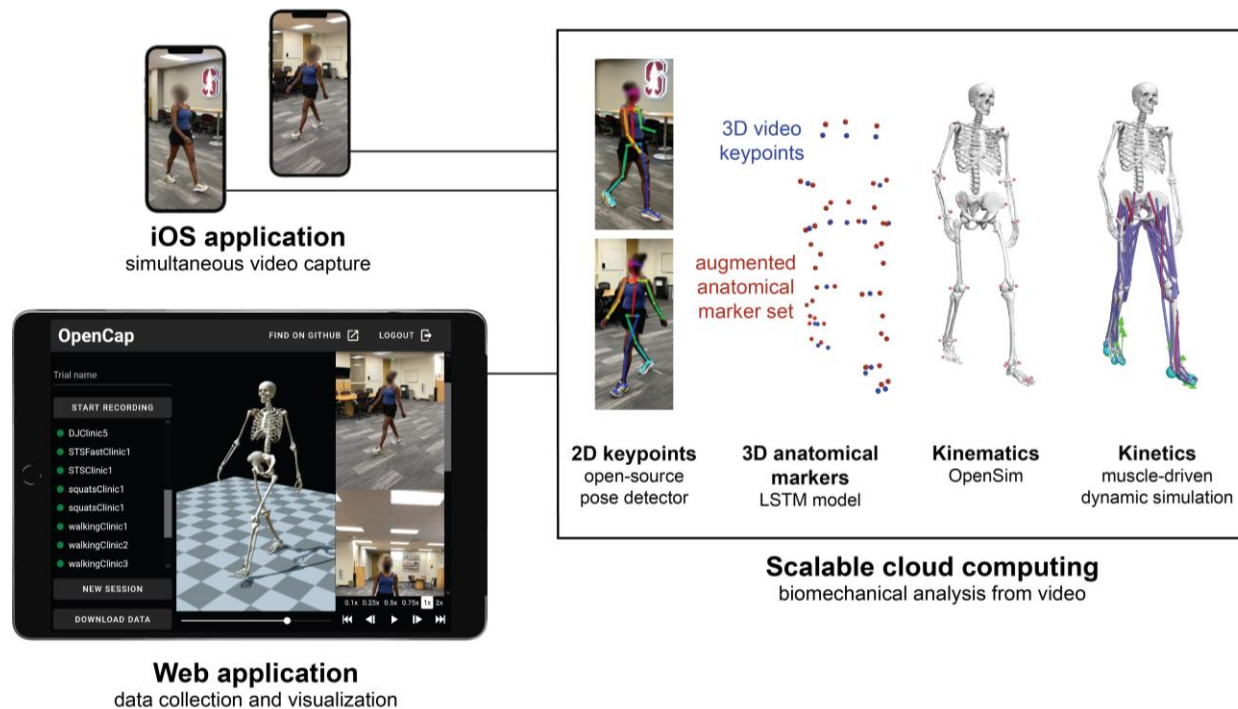 iOS application
simultaneous video capture
OpenCap
FIND ON GITHUB
LOGOUT
Trial name
START RECORDING
DJClinic5
STSFastClinic1
STSClinic1
squatsClinic1
squatsClinic1
walkingClinic1
walkingClinic2
walkingClinic3
NEW SESSION
DOWNLOAD DATA
0.1x 0.25x 0.5x 0.75x 1x 2x
Web application
data collection and visualization
S
3D video
keypoints
augmented
anatomical
marker set
2D keypoints
open-source
pose detector
3D anatomical
markers
LSTM model
Kinematics
OpenSim
Kinetics
muscle-driven
dynamic simulation
Scalable cloud computing
biomechanical analysis from video